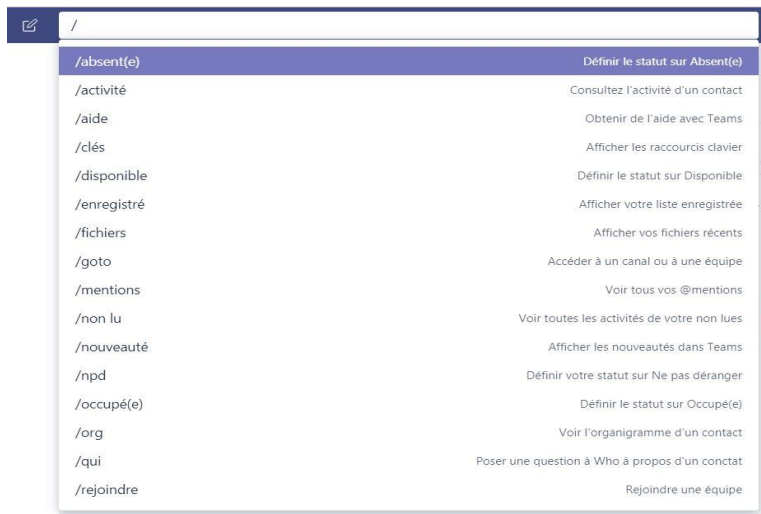 /
/absent(e) Définir le statut sur Absent(e)
/activité Consultez l'activité d'un contact
/aide Obtenir de l'aide avec Teams
/clés Afficher les raccourcis clavier
/disponible Définir le statut sur Disponible
/enregistré Afficher votre liste enregistrée
/fichiers Afficher vos fichiers récents
/goto Accéder à un canal ou à une équipe
/mentions Voir tous vos @mentions
/non lu Voir toutes les activités de votre non lues
/nouveauté Afficher les nouveautés dans Teams
/npd Définir votre statut sur Ne pas déranger
/occupé(e) Définir le statut sur Occupé(e)
/org Voir l'organigramme d'un contact
/qui Poser une question à Who à propos d'un conctat
/rejoindre Rejoindre une équipe